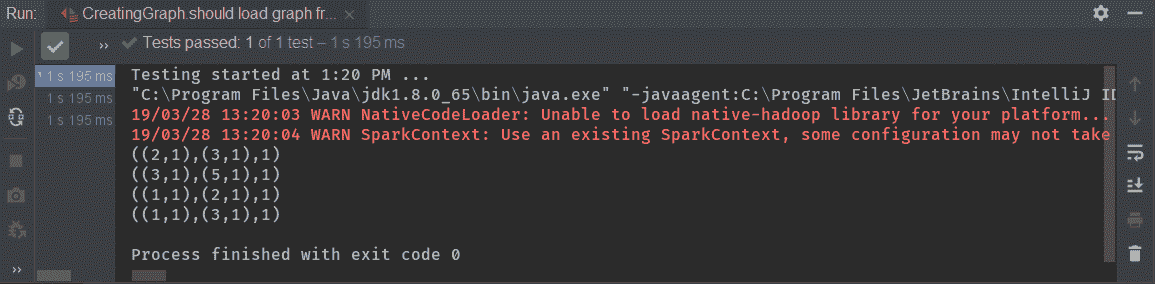 Run: CreatingGraph.should load graph fr...
Tests passed: 1 of 1 test – 1 s 195 ms
1 s 195 ms
1 s 195 ms
1 s 195 ms
Testing started at 1:20 PM ...
"C:\Program Files\Java\jdk1.8.0_65\bin\java.exe" "-javaagent:C:\Program Files\JetBrains\IntelliJ ID
19/03/28 13:20:03 WARN NativeCodeLoader: Unable to load native-hadoop library for your platform...
19/03/28 13:20:04 WARN SparkContext: Use an existing SparkContext, some configuration may not take
((2,1),(3,1),1)
((3,1),(5,1),1)
((1,1),(2,1),1)
((1,1),(3,1),1)
Process finished with exit code 0